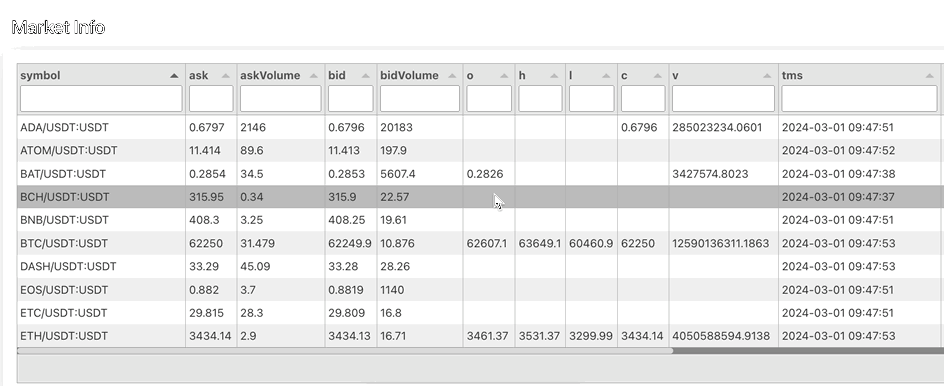 Market Info
symbol ask askVolume bid bidVolume o h l c v tms
ADA/USDT:USDT 0.6797 2146 0.6796 20183 0.6796 285023234.0601 2024-03-01 09:47:51
ATOM/USDT:USDT 11.414 89.6 11.413 197.9 2024-03-01 09:47:52
BAT/USDT:USDT 0.2854 34.5 0.2853 5607.4 0.2826 3427574.8023 2024-03-01 09:47:38
BCH/USDT:USDT 315.95 0.34 315.9 22.57 2024-03-01 09:47:37
BNB/USDT:USDT 408.3 3.25 408.25 19.61 2024-03-01 09:47:51
BTC/USDT:USDT 62250 31.479 62249.9 10.876 62607.1 63649.1 60460.9 62250 12590136311.1863 2024-03-01 09:47:53
DASH/USDT:USDT 33.29 45.09 33.28 28.26 2024-03-01 09:47:53
EOS/USDT:USDT 0.882 3.7 0.8819 1140 2024-03-01 09:47:51
ETC/USDT:USDT 29.815 28.3 29.809 16.8 2024-03-01 09:47:51
ETH/USDT:USDT 3434.14 2.9 3434.13 16.71 3461.37 3531.37 3299.99 3434.14 4050588594.9138 2024-03-01 09:47:53